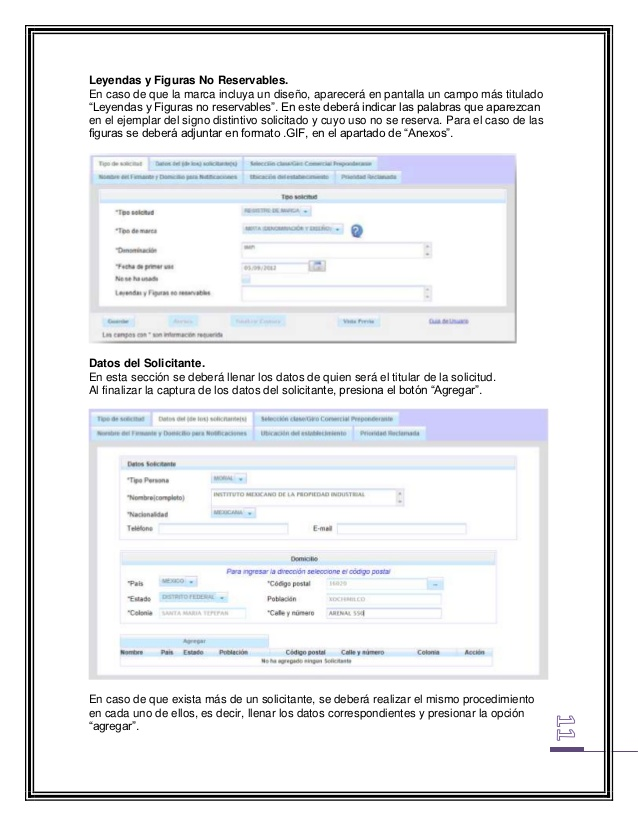 Leyendas y Figuras No Reservables.
En caso de que la marca incluya un diseño, aparecerá en pantalla un campo más titulado
“Leyendas y Figuras no reservables”. En este deberá indicar las palabras que aparezcan
en el ejemplar del signo distintivo solicitado y cuyo uso no se reserva. Para el caso de las
figuras se deberá adjuntar en formato .GIF, en el apartado de “Anexos”.
Tipo de solicitud Datos del (de los) solicitante(s) Selección clase/Giro Comercial Preponderante
Nombre del Firmante y Domicilio para Notificaciones Ubicación del establecimiento Prioridad Reclamada
Tipo solicitud
*Tipo solicitud REGISTRO DE MARCA
*Tipo de marca MIXTA (DENOMINACIÓN Y DISEÑO)
*Denominación
*Fecha de primer uso 03/09/2012
No se ha usado
Leyendas y Figuras no reservables
Guardar Anexos Vista Previa Guía de Usuario
Los campos con * son información requerida
Datos del Solicitante.
En esta sección se deberá llenar los datos de quien será el titular de la solicitud.
Al finalizar la captura de los datos del solicitante, presiona el botón “Agregar”.
Tipo de solicitud Datos del (de los) solicitante(s) Selección clase/Giro Comercial Preponderante
Nombre del Firmante y Domicilio para Notificaciones Ubicación del establecimiento Prioridad Reclamada
Datos Solicitante
*Tipo Persona MORAL
*Nombre(completo) INSTITUTO MEXICANO DE LA PROPIEDAD INDUSTRIAL
*Nacionalidad MEXICANA
Teléfono E-mail
Domicilio
Para ingresar la dirección seleccione el código postal
*País MÉXICO *Código postal 16020 ...
*Estado DISTRITO FEDERAL Población XOCHIMILCO
*Colonia SANTA MARIA TEPEPAN *Calle y número ARENAL 550
Agregar
Nombre País Estado Población Código postal Calle y número Colonia Acción
No ha agregado ningun Solicitante
En caso de que exista más de un solicitante, se deberá realizar el mismo procedimiento
en cada uno de ellos, es decir, llenar los datos correspondientes y presionar la opción
“agregar”.
11